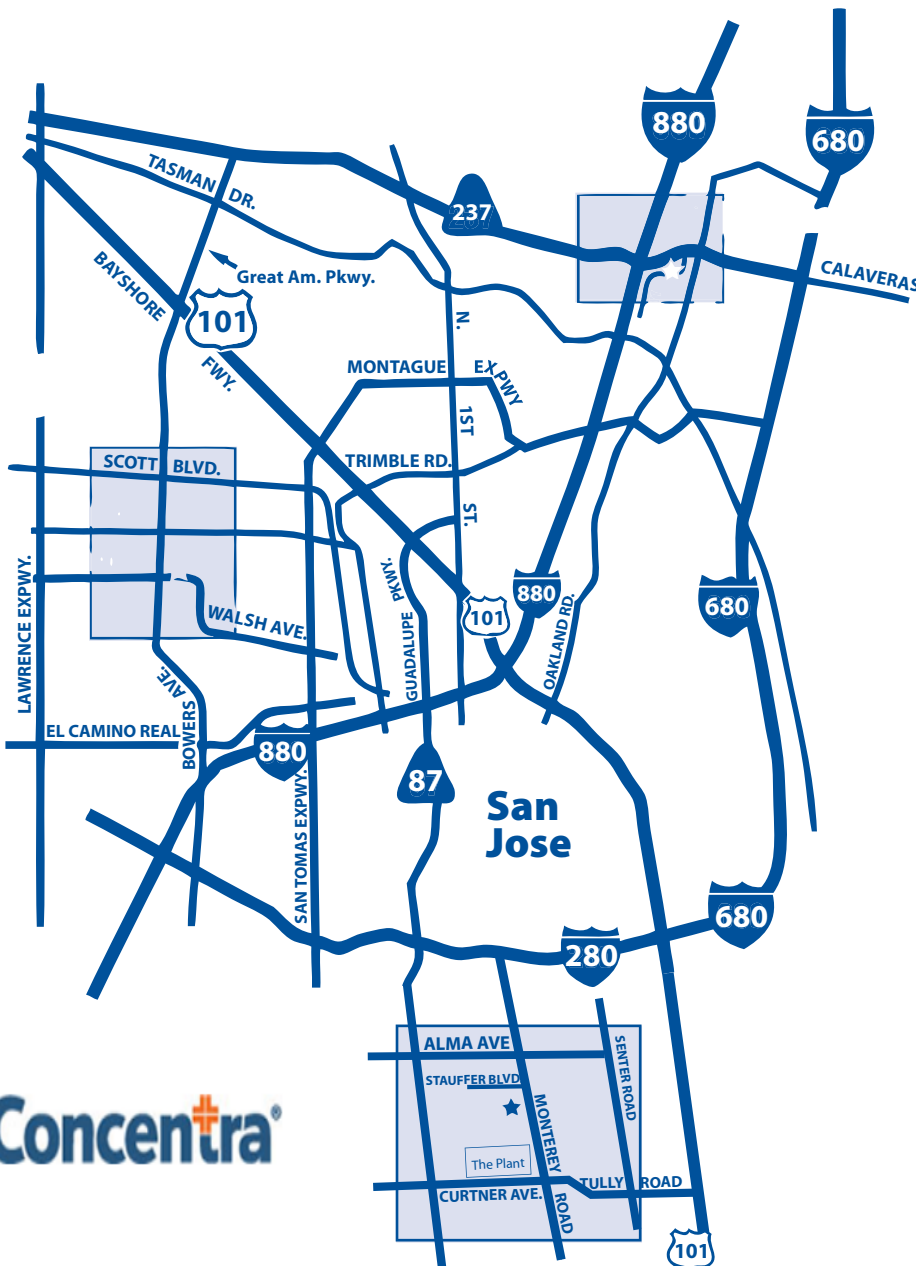 880
680
TASMAN DR.
237
BAYSHORE
FWY.
Great Am. Pkwy.
CALAVERAS
101
N.
1ST
ST.
MONTAGUE EXPWY
SCOTT BLVD.
TRIMBLE RD.
LAWRENCE EXPWY.
GUADALUPE PKWY.
880
101
680
WALSH AVE.
OAKLAND RD.
BOWERS AVE.
EL CAMINO REAL
880
87
San
Jose
SAN TOMAS EXPWY.
680
280
ALMA AVE
STAUFFER BLVD
SENTER ROAD
MONTEREY ROAD
The Plant
CURTNER AVE.
TULLY ROAD
101
Concentra®